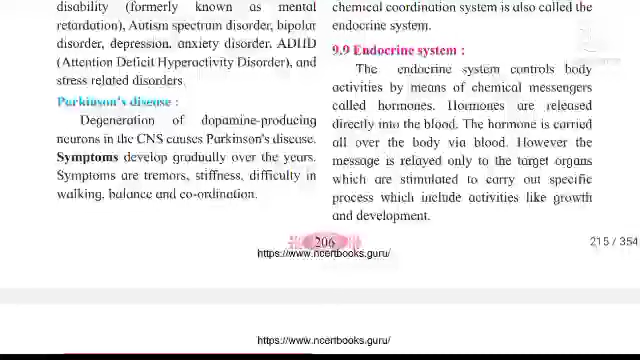 disability (formerly known as mental
retardation), Autism spectrum disorder, bipolar
disorder, depression, anxiety disorder, ADHD
(Attention Deficit Hyperactivity Disorder), and
stress related disorders.
Parkinson's disease :
Degeneration of dopamine-producing
neurons in the CNS causes Parkinson's disease.
Symptoms develop gradually over the years.
Symptoms are tremors, stiffness, difficulty in
walking, balance and co-ordination.
chemical coordination system is also called the
endocrine system.
9.9 Endocrine system :
The endocrine system controls body
activities by means of chemical messengers
called hormones. Hormones are released
directly into the blood. The hormone is carried
all over the body via blood. However the
message is relayed only to the target organs
which are stimulated to carry out specific
process which include activities like growth
and development.
206
215 / 354
https://www.ncertbooks.guru/
https://www.ncertbooks.guru/